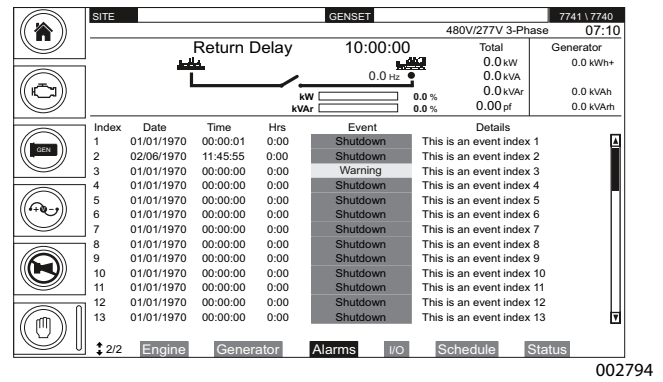 SITE GENSET 7741 \ 7740
480V/277V 3-Phase 07:10
Return Delay 10:00:00 Total Generator
0.0 kW 0.0 kWh+
0.0 Hz 0.0 kVA
kW 0.0 % 0.0 kVAr 0.0 kVAh
kVAr 0.0 % 0.00 pf 0.0 kVArh
Index Date Time Hrs Event Details
1 01/01/1970 00:00:01 0:00 Shutdown This is an event index 1
2 02/06/1970 11:45:55 0:00 Shutdown This is an event index 2
GEN
3 01/01/1970 00:00:00 0:00 Warning This is an event index 3
4 01/01/1970 00:00:00 0:00 Shutdown This is an event index 4
5 01/01/1970 00:00:00 0:00 Shutdown This is an event index 5
6 01/01/1970 00:00:00 0:00 Shutdown This is an event index 6
7 01/01/1970 00:00:00 0:00 Shutdown This is an event index 7
8 01/01/1970 00:00:00 0:00 Shutdown This is an event index 8
9 01/01/1970 00:00:00 0:00 Shutdown This is an event index 9
10 01/01/1970 00:00:00 0:00 Shutdown This is an event index 10
11 01/01/1970 00:00:00 0:00 Shutdown This is an event index 11
12 01/01/1970 00:00:00 0:00 Shutdown This is an event index 12
13 01/01/1970 00:00:00 0:00 Shutdown This is an event index 13
2/2 Engine Generator Alarms I/O Schedule Status
002794